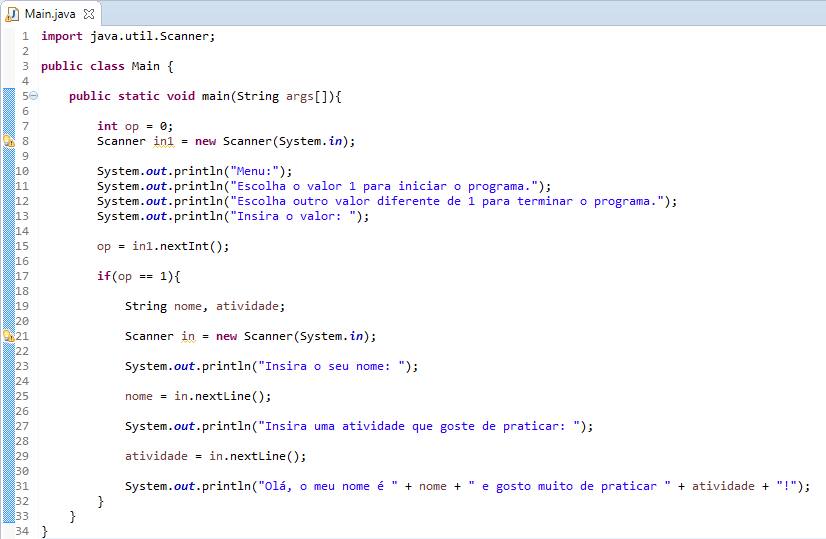 Main.java
1 import java.util.Scanner;
2
3 public class Main {
4
5 public static void main(String args[]){
6
7 int op = 0;
8 Scanner in1 = new Scanner(System.in);
9
10 System.out.println("Menu:");
11 System.out.println("Escolha o valor 1 para iniciar o programa.");
12 System.out.println("Escolha outro valor diferente de 1 para terminar o programa.");
13 System.out.println("Insira o valor: ");
14
15 op = in1.nextInt();
16
17 if(op == 1){
18
19 String nome, atividade;
20
21 Scanner in = new Scanner(System.in);
22
23 System.out.println("Insira o seu nome: ");
24
25 nome = in.nextLine();
26
27 System.out.println("Insira uma atividade que goste de praticar: ");
28
29 atividade = in.nextLine();
30
31 System.out.println("Olá, o meu nome é " + nome + " e gosto muito de praticar " + atividade + "!");
32 }
33 }
34 }